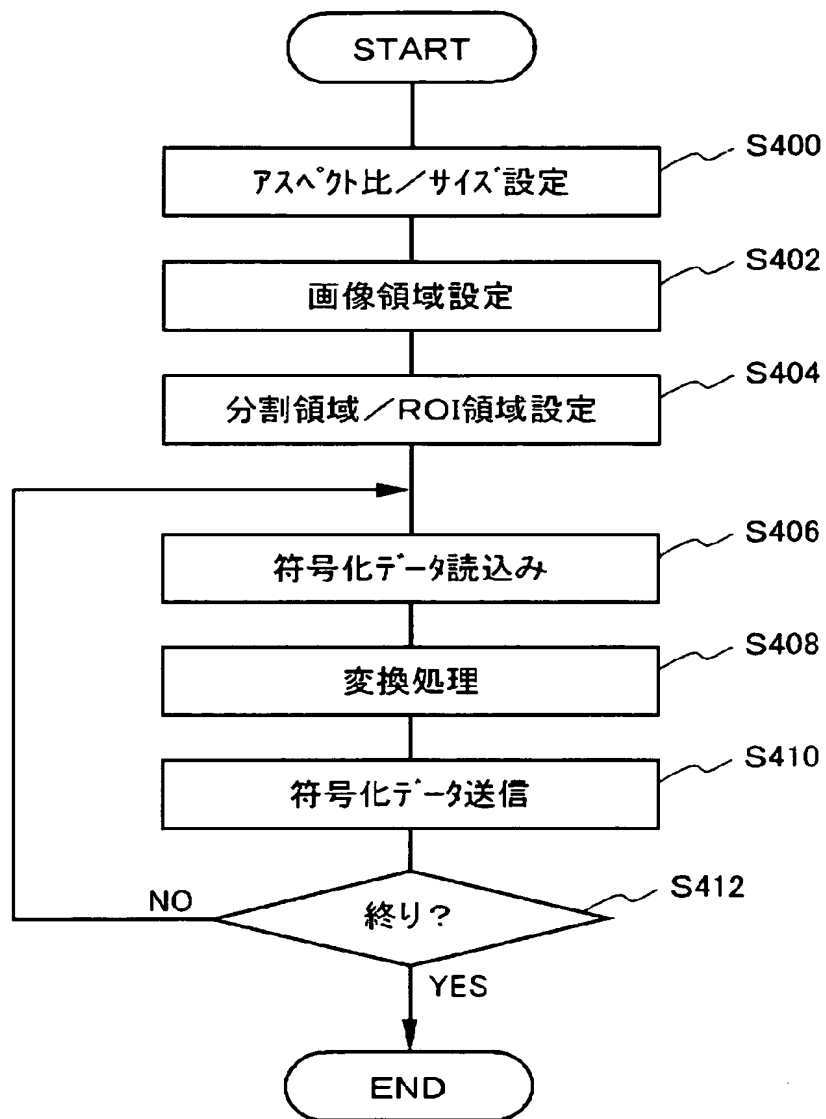 START
S400
アスペクト比／サイズ設定
S402
画像領域設定
S404
分割領域／ROI領域設定
S406
符号化データ読込み
S408
変換処理
S410
符号化データ送信
S412
NO
終り?
YES
END